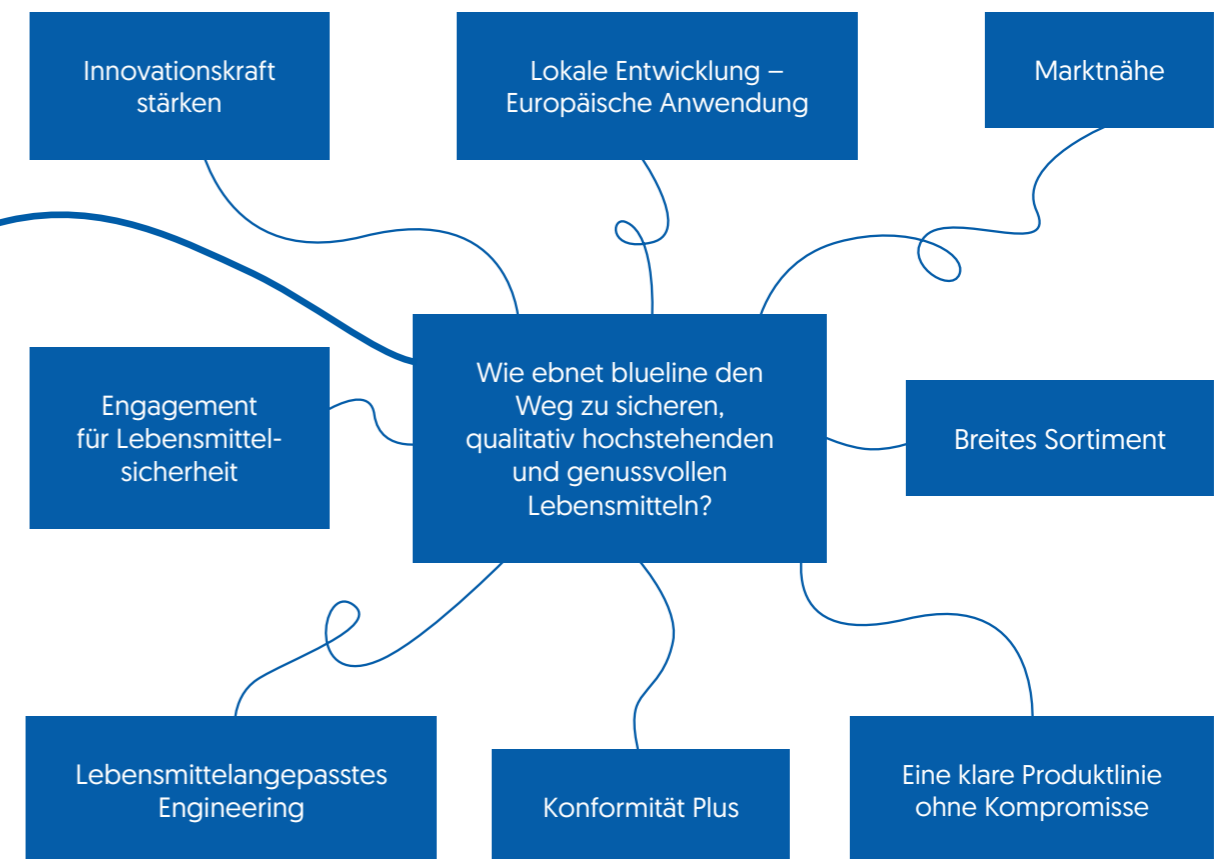 Innovationskraft
stärken
Lokale Entwicklung –
Europäische Anwendung
Marktnähe
Engagement
für Lebensmittel-
sicherheit
Wie ebnet blueline den
Weg zu sicheren,
qualitativ hochstehenden
und genussvollen
Lebensmitteln?
Breites Sortiment
Lebensmittelangepasstes
Engineering
Konformität Plus
Eine klare Produktlinie
ohne Kompromisse